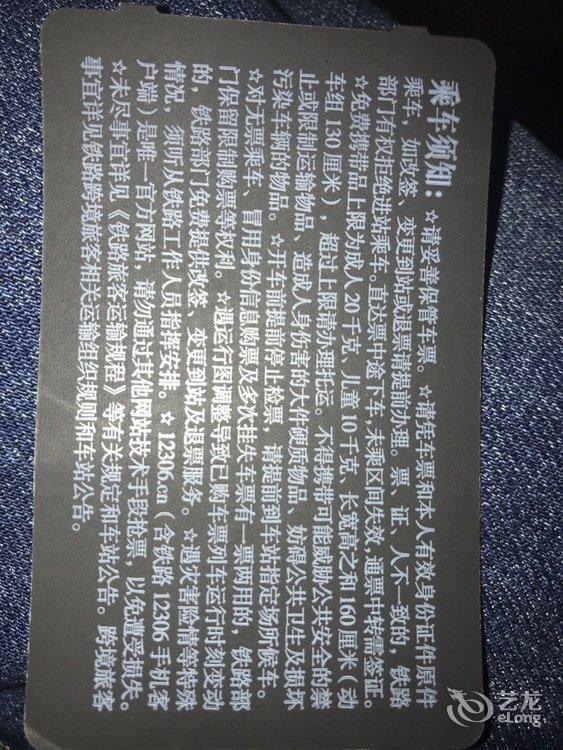 乘车须知：☆请妥善保管车票。☆请凭车票和本人有效身份证件原件
乘车，如改签、变更到站或退票请提前办理。票、证、人不一致的，铁路
部门有权拒绝进站乘车。直达票中途下车，未乘区间失效，通票中转需签证。
☆免费携带品上限为成人20千克、儿童10千克、长宽高之和160厘米（动
车组130厘米），超过上限请办理托运。不得携带可能威胁公共安全的禁
止或限制运输物品、造成人身伤害的大件硬质物品、妨碍公共卫生及损坏
污染车辆的物品。☆开车前提前停止检票，请提前到车站指定场所候车。
☆对无票乘车、冒用身份信息购票及多次挂失车票有一票两用的，铁路部
门保留限制购票等权利。☆遇运行图调整导致已购车票列车运行时刻变动
的，铁路部门免费提供改签、变更到站及退票服务。☆遇灾害险情等特殊
情况，须听从铁路工作人员指挥安排。☆12306.cn（含铁路12306手机客
户端）是唯一官方网站，请勿通过其他网站技术手段抢票，以免遭受损失。
☆未尽事宜详见《铁路旅客运输规程》等有关规定和车站公告。跨境旅客
事宜详见铁路跨境旅客相关运输组织规则和车站公告。
艺龙
eLong.com